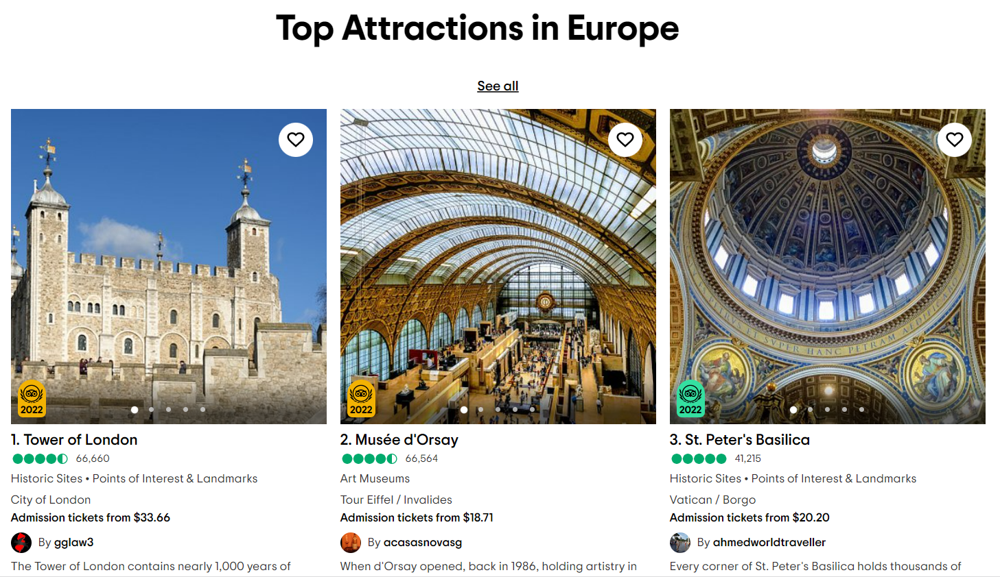 Top Attractions in Europe
See all
2022
2022
2022
SVPER HANC PETRAM
1. Tower of London
66,660
Historic Sites • Points of Interest & Landmarks
City of London
Admission tickets from $33.66
By gglaw3
The Tower of London contains nearly 1,000 years of
2. Musée d'Orsay
66,564
Art Museums
Tour Eiffel / Invalides
Admission tickets from $18.71
By acasasnovasg
When d'Orsay opened, back in 1986, holding artistry in
3. St. Peter's Basilica
41,215
Historic Sites • Points of Interest & Landmarks
Vatican / Borgo
Admission tickets from $20.20
By ahmedworldtraveller
Every corner of St. Peter's Basilica holds thousands of